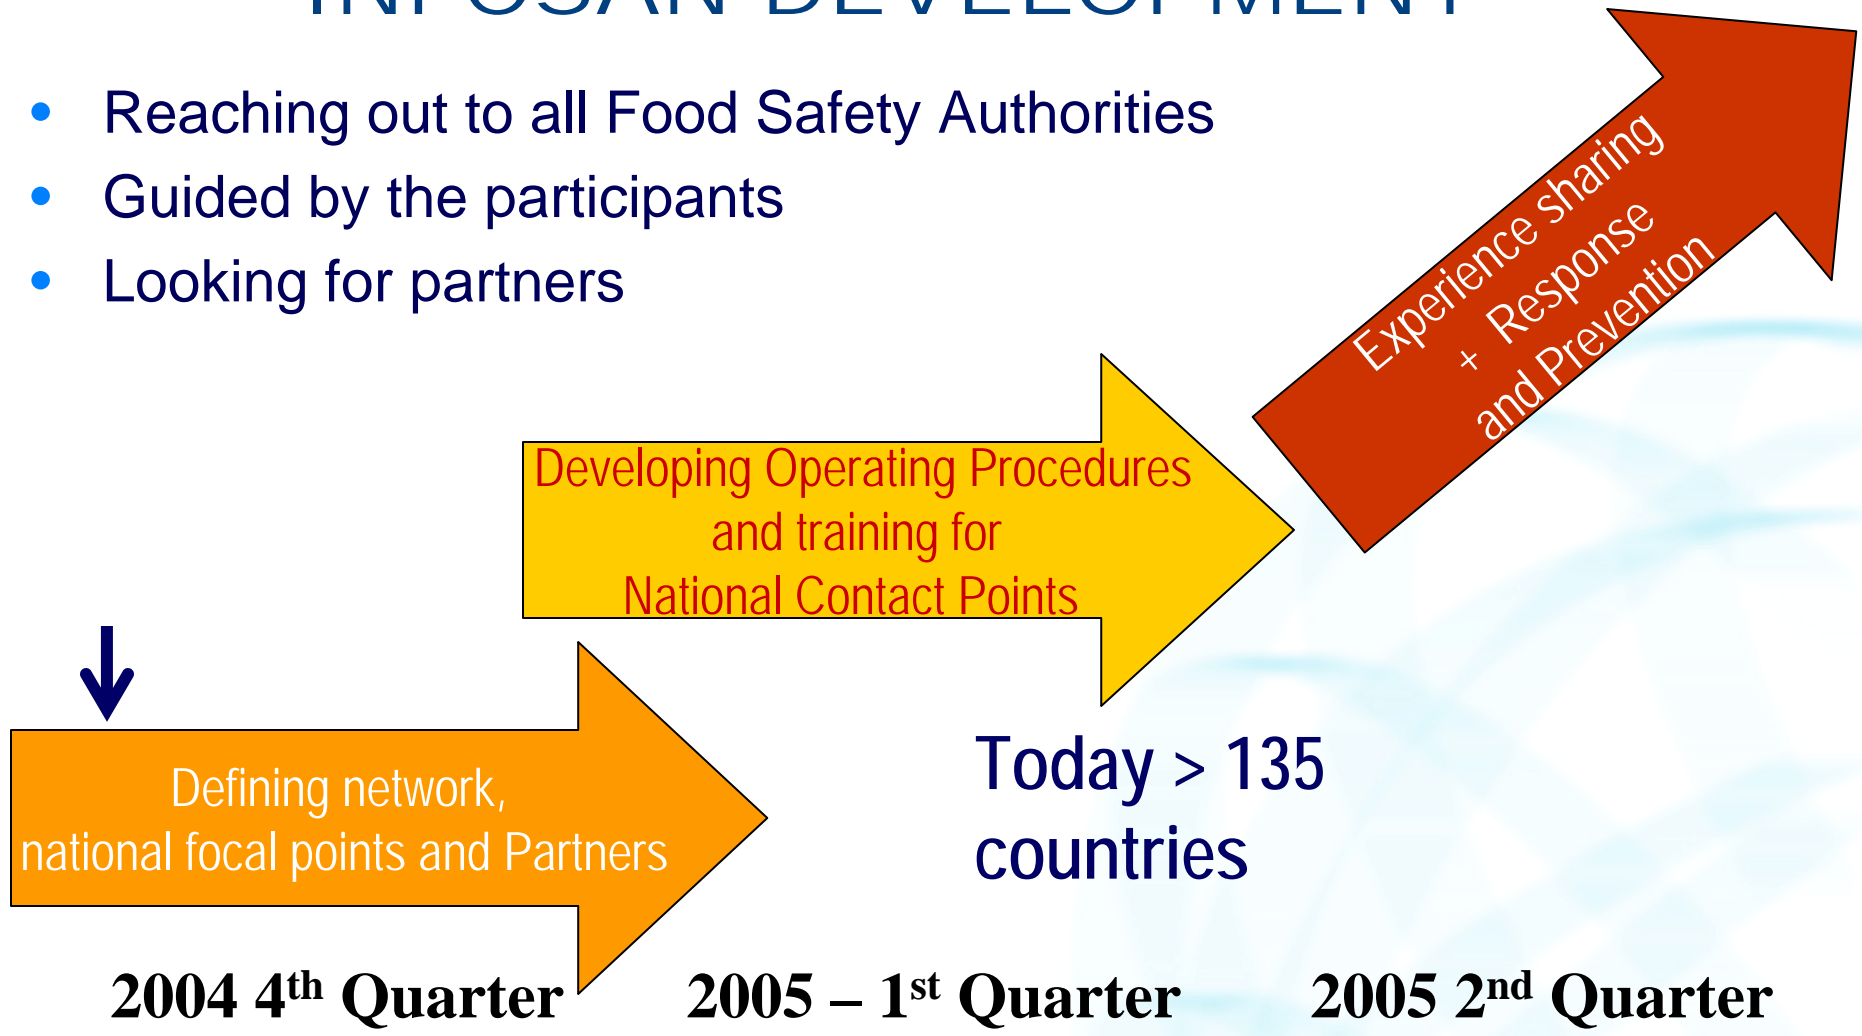 INFOSAN DEVELOPMENT
• Reaching out to all Food Safety Authorities
• Guided by the participants
• Looking for partners
Experience sharing
+ Response
and Prevention
Developing Operating Procedures
and training for
National Contact Points
Defining network,
national focal points and Partners
Today > 135
countries
2004 4th Quarter
2005 – 1st Quarter
2005 2nd Quarter